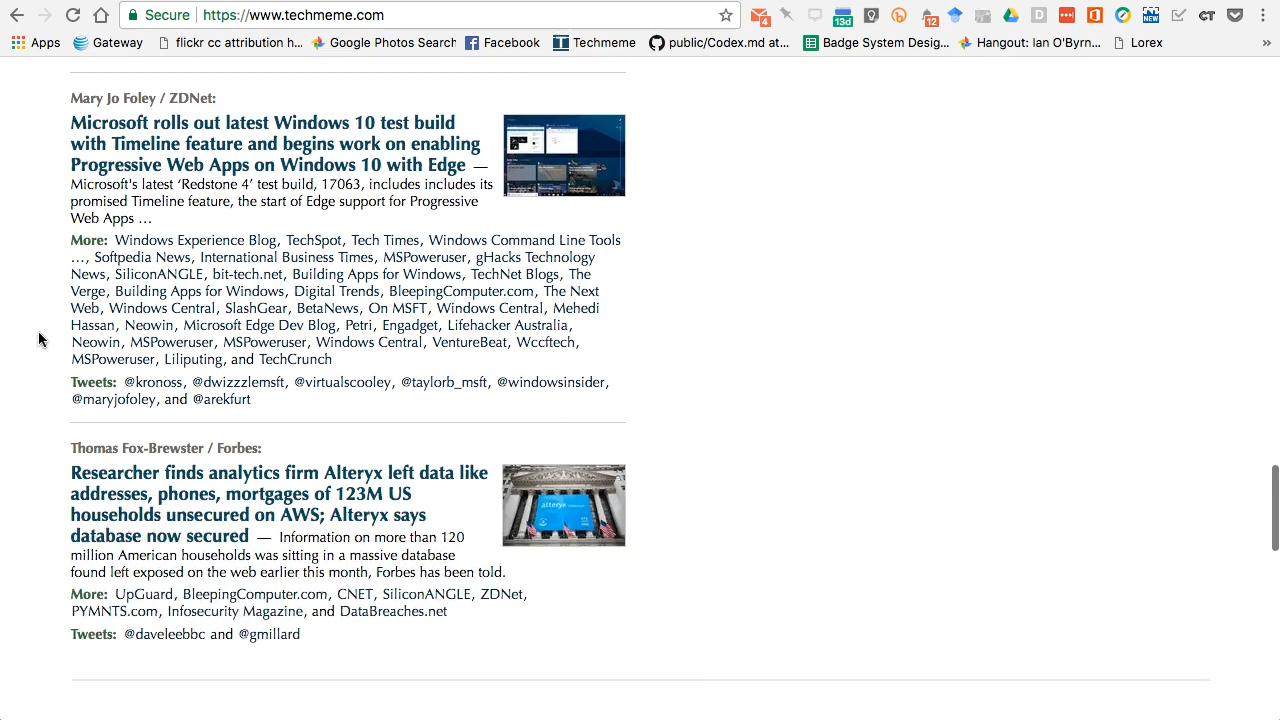 Secure https://www.techmeme.com
4 13d 12 NEW CT
Apps Gateway flickr cc attribution h... Google Photos Search Facebook Techmeme public/Codex.md at... Badge System Desig... Hangout: Ian O'Byrn... Lorex »
Mary Jo Foley / ZDNet:
Microsoft rolls out latest Windows 10 test build
with Timeline feature and begins work on enabling
Progressive Web Apps on Windows 10 with Edge —
Microsoft's latest ‘Redstone 4’ test build, 17063, includes includes its
promised Timeline feature, the start of Edge support for Progressive
Web Apps …
More: Windows Experience Blog, TechSpot, Tech Times, Windows Command Line Tools
…, Softpedia News, International Business Times, MSPoweruser, gHacks Technology
News, SiliconANGLE, bit-tech.net, Building Apps for Windows, TechNet Blogs, The
Verge, Building Apps for Windows, Digital Trends, BleepingComputer.com, The Next
Web, Windows Central, SlashGear, BetaNews, On MSFT, Windows Central, Mehedi
Hassan, Neowin, Microsoft Edge Dev Blog, Petri, Engadget, Lifehacker Australia,
Neowin, MSPoweruser, MSPoweruser, Windows Central, VentureBeat, Wccftech,
MSPoweruser, Liliputing, and TechCrunch
Tweets: @kronoss, @dwizzzlemsft, @virtualscooley, @taylorb_msft, @windowsinsider,
@maryjofoley, and @arekfurt
Thomas Fox-Brewster / Forbes:
Researcher finds analytics firm Alteryx left data like
addresses, phones, mortgages of 123M US
households unsecured on AWS; Alteryx says
database now secured — Information on more than 120
million American households was sitting in a massive database
found left exposed on the web earlier this month, Forbes has been told.
alteryx
More: UpGuard, BleepingComputer.com, CNET, SiliconANGLE, ZDNet,
PYMNTS.com, Infosecurity Magazine, and DataBreaches.net
Tweets: @daveleebbc and @gmillard